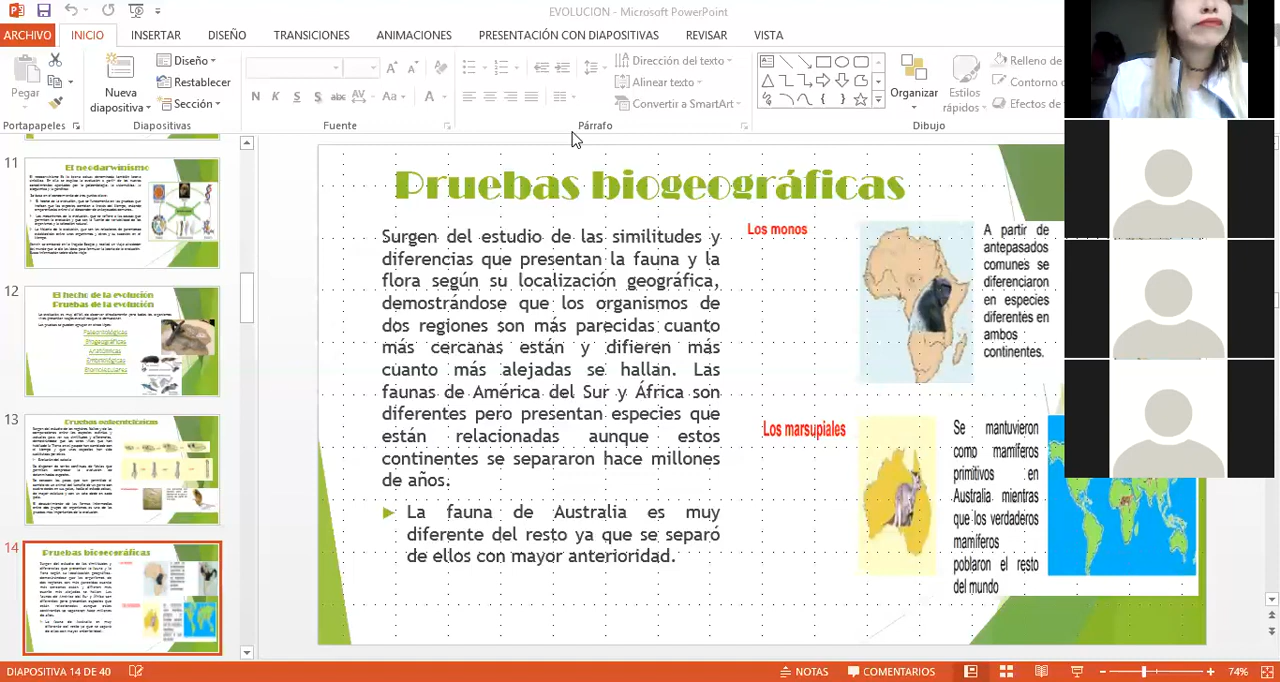 EVOLUCION - Microsoft PowerPoint
ARCHIVO INICIO INSERTAR DISEÑO TRANSICIONES ANIMACIONES PRESENTACIÓN CON DIAPOSITIVAS REVISAR VISTA
Pegar
Nueva
diapositiva
Diseño
Restablecer
Sección
N K S S abc AV Aa A
Dirección del texto
Alinear texto
Convertir a SmartArt
Organizar
Estilos
rápidos
Relleno de
Contorno
Efectos de
Portapapeles Diapositivas Fuente Párrafo Dibujo
11
El neodarwinismo
12
El hecho de la evolución
Pruebas de la evolución
13
Pruebas paleontológicas
14
Pruebas biogeográficas
Pruebas biogeográficas
Surgen del estudio de las similitudes y
diferencias que presentan la fauna y la
flora según su localización geográfica,
demostrándose que los organismos de
dos regiones son más parecidas cuanto
más cercanas están y difieren más
cuanto más alejadas se hallan. Las
faunas de América del Sur y África son
diferentes pero presentan especies que
están relacionadas aunque estos
continentes se separaron hace millones
de años.
La fauna de Australia es muy
diferente del resto ya que se separó
de ellos con mayor anterioridad.
Los monos
A partir de
antepasados
comunes se
diferenciaron
en especies
diferentes en
ambos
continentes.
Los marsupiales
Se mantuvieron
como mamíferos
primitivos en
Australia mientras
que los verdaderos
mamíferos
poblaron el resto
del mundo
DIAPOSITIVA 14 DE 40 NOTAS COMENTARIOS 74%